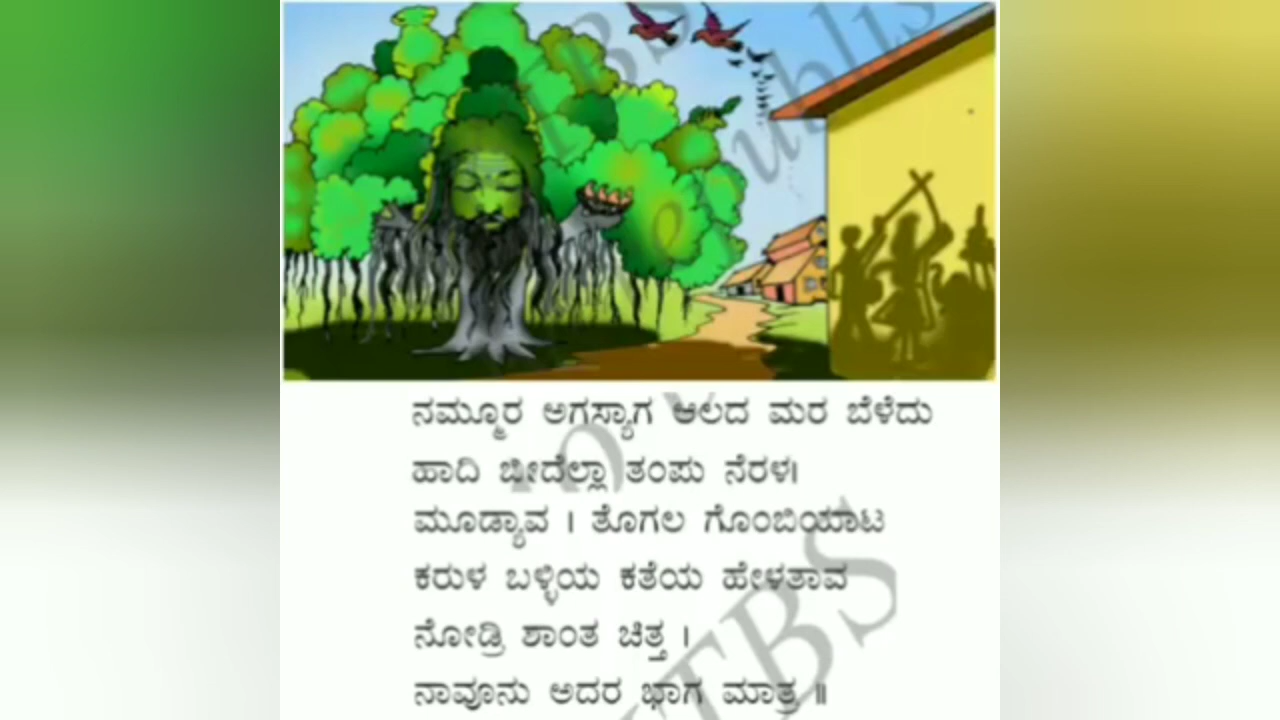 ನಮ್ಮೂರ ಅಗಸ್ಯಾಗ ಆಲದ ಮರ ಬೆಳೆದು
ಹಾದಿ ಬೀದೆಲ್ಲಾ ತಂಪು ನೆರಳ।
ಮೂಡ್ಯಾವ । ತೊಗಲ ಗೊಂಬಿಯಾಟ
ಕರುಳ ಬಳ್ಳಿಯ ಕತೆಯ ಹೇಳತಾವ
ನೋಡ್ರಿ ಶಾಂತ ಚಿತ್ತ ।
ನಾವೂನು ಅದರ ಭಾಗ ಮಾತ್ರ ॥